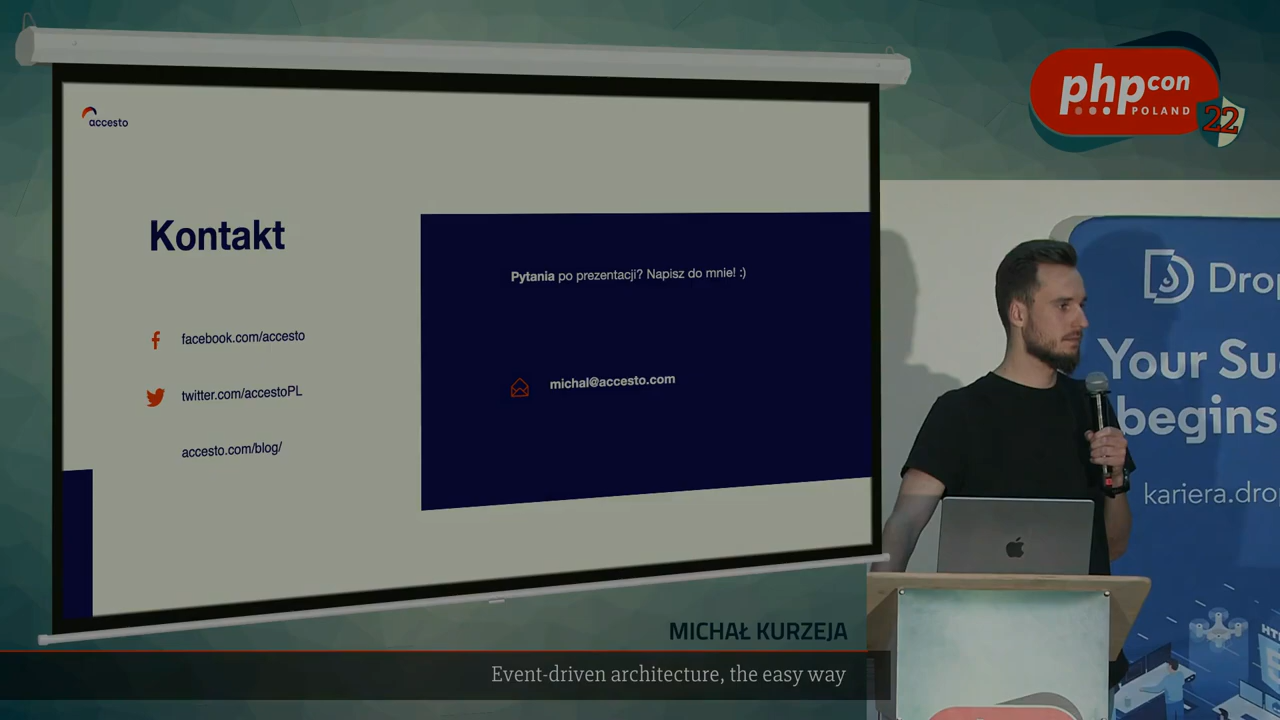 accesto
Kontakt
facebook.com/accesto
twitter.com/accestoPL
accesto.com/blog/
Pytania po prezentacji? Napisz do mnie! :)
michal@accesto.com
MICHAŁ KURZEJA
Event-driven architecture, the easy way
phpcon
POLAND
22
Your Su
begins
kariera.dro